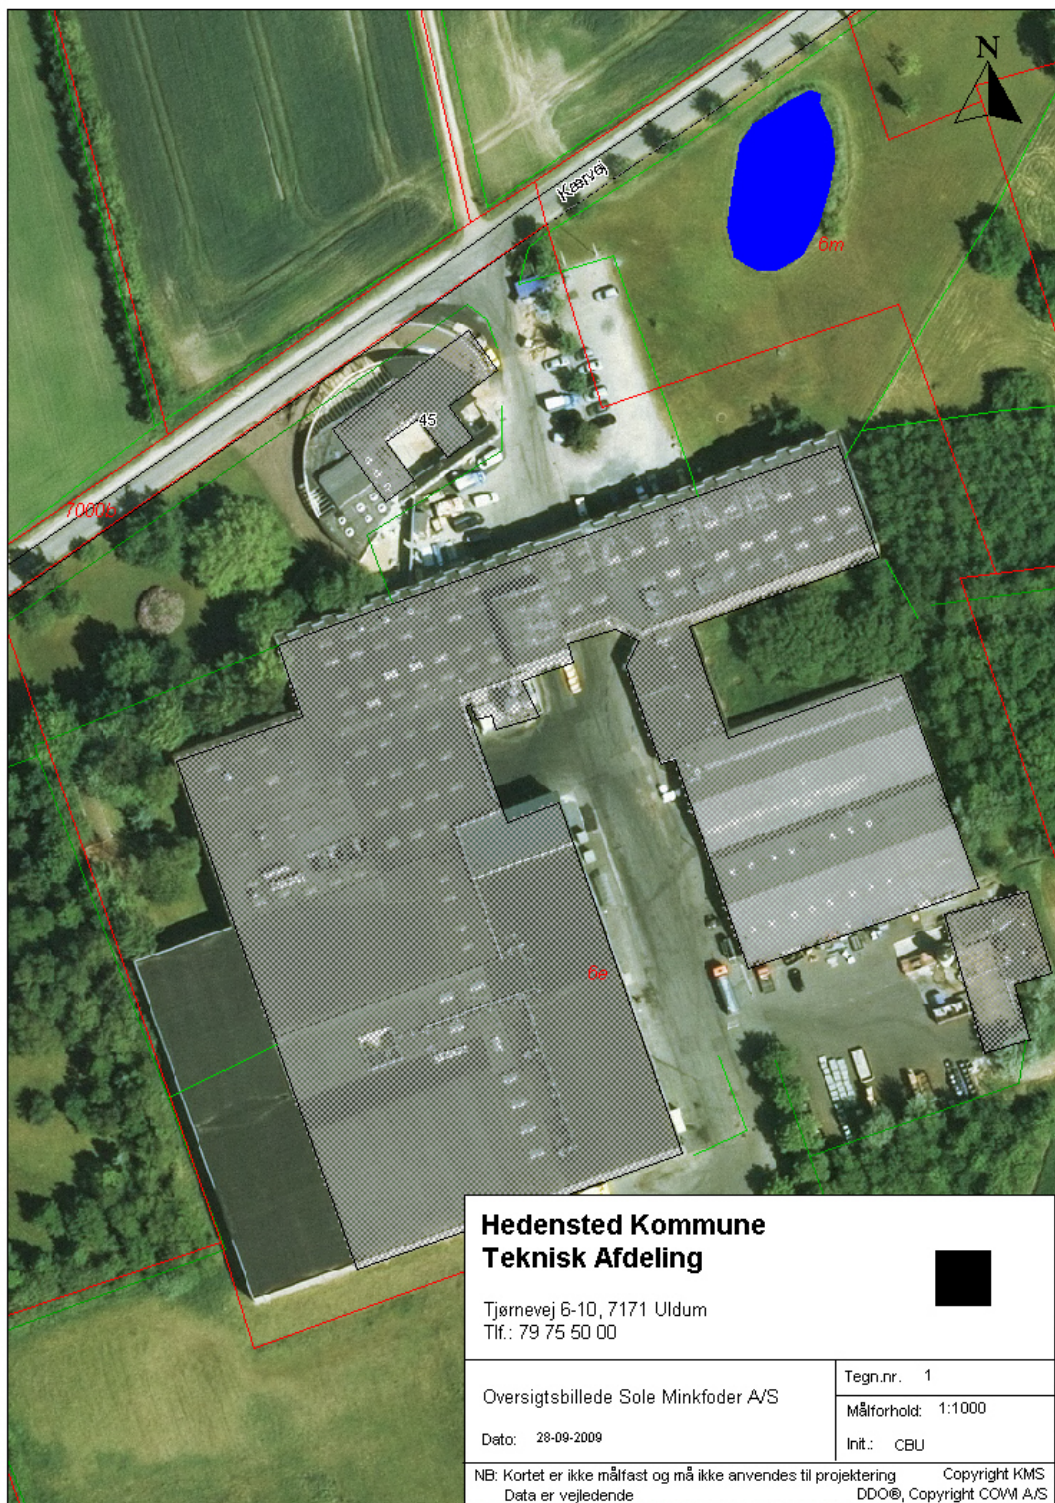 N
Kærvej
6m
45
7000b
6e
Hedensted Kommune
Teknisk Afdeling
Tjørnevej 6-10, 7171 Uldum
Tlf.: 79 75 50 00
Oversigtsbillede Sole Minkfoder A/S
Dato: 28-09-2009
Tegn.nr. 1
Målforhold: 1:1000
Init.: CBU
NB: Kortet er ikke målfast og må ikke anvendes til projektering
Data er vejledende
Copyright KMS
DDO®, Copyright COWI A/S